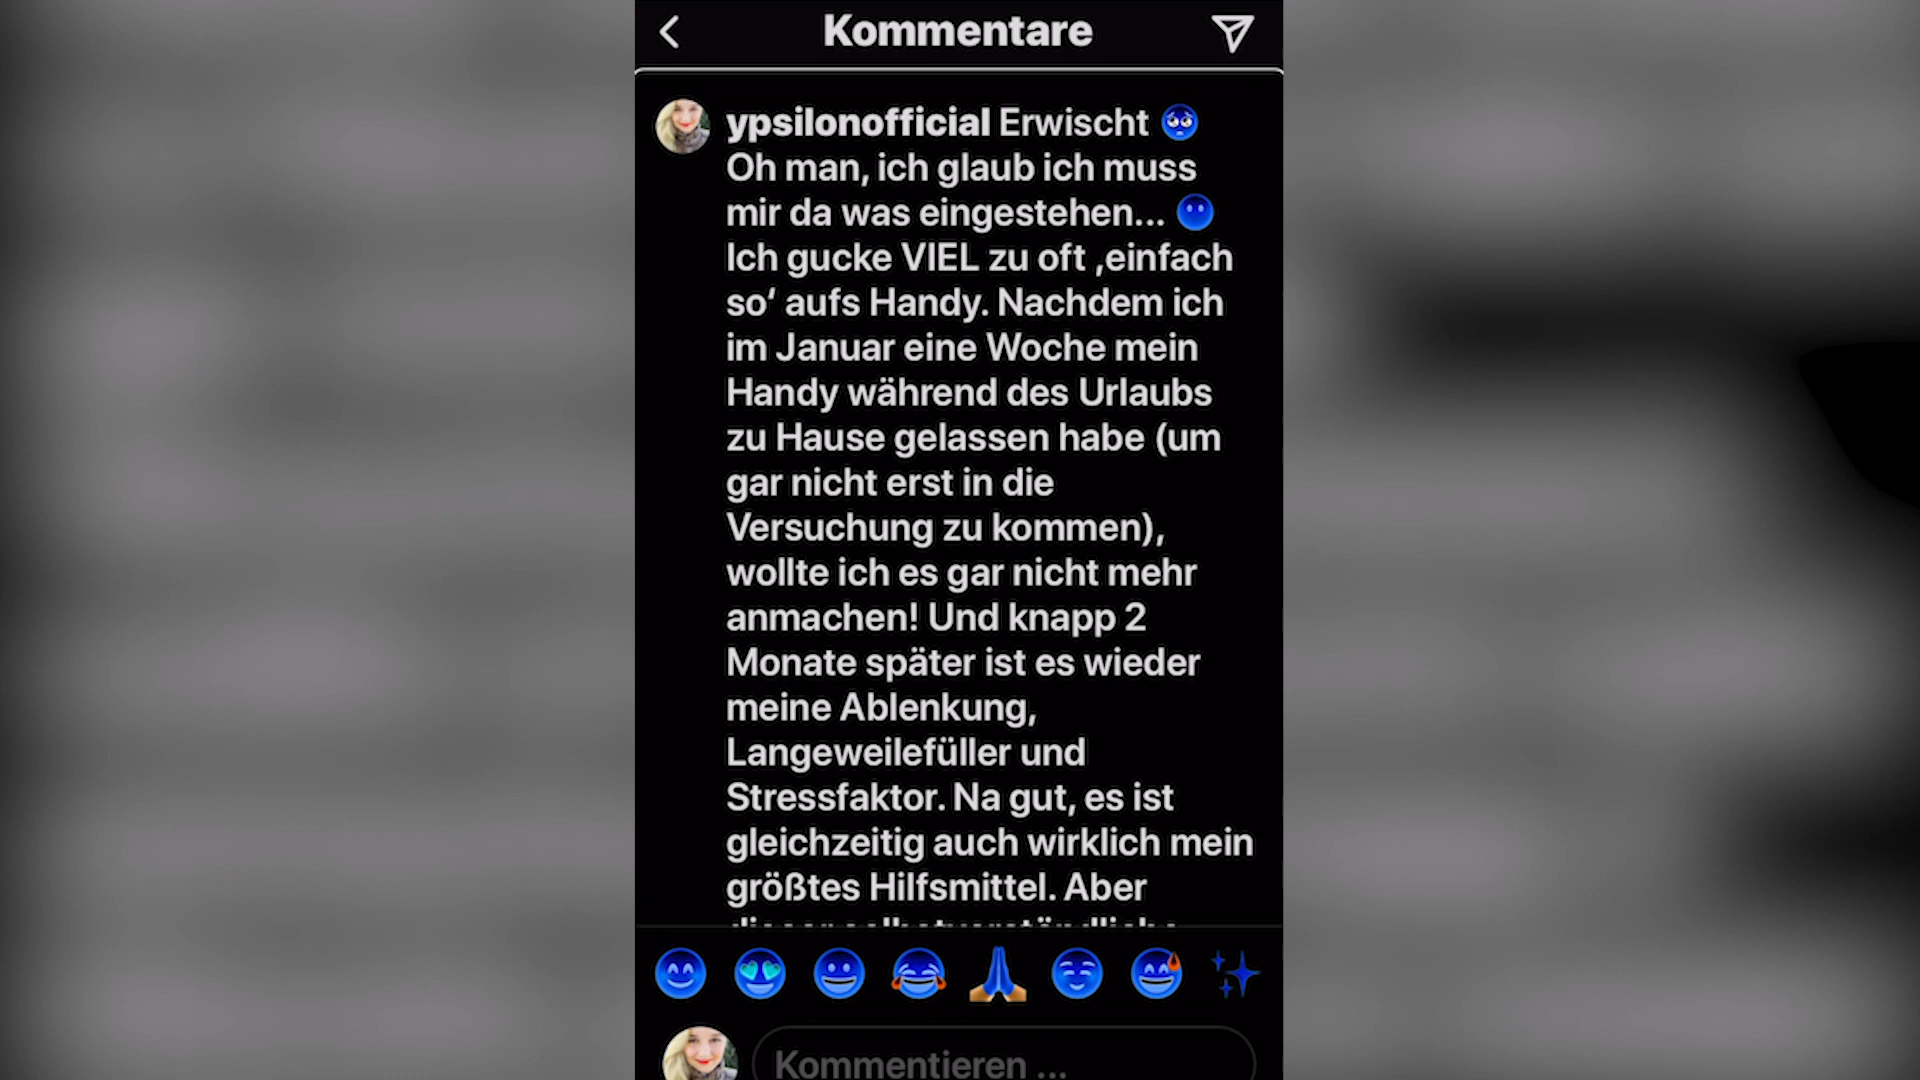 Kommentare
ypsilonofficial Erwischt 🥺
Oh man, ich glaub ich muss
mir da was eingestehen... 😶
Ich gucke VIEL zu oft ‚einfach
so‘ aufs Handy. Nachdem ich
im Januar eine Woche mein
Handy während des Urlaubs
zu Hause gelassen habe (um
gar nicht erst in die
Versuchung zu kommen),
wollte ich es gar nicht mehr
anmachen! Und knapp 2
Monate später ist es wieder
meine Ablenkung,
Langeweilefüller und
Stressfaktor. Na gut, es ist
gleichzeitig auch wirklich mein
größtes Hilfsmittel. Aber
Kommentieren ...